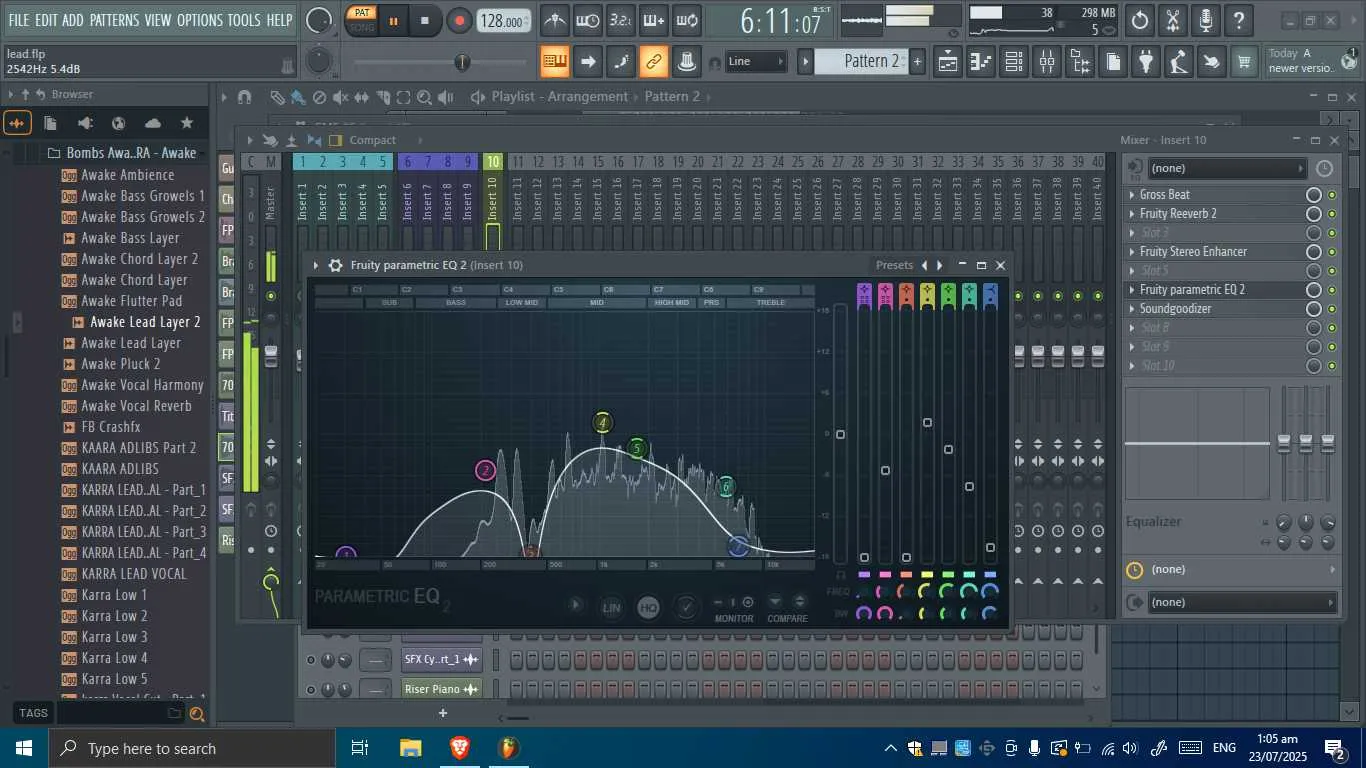 FILE EDIT ADD PATTERNS VIEW OPTIONS TOOLS HELP
PAT
SONG
128.000
3.2.
6:11:07
B:S:T
38
298 MB
5
lead.flp
2542Hz 5.4dB
Line
Pattern 2
Today A
newer versio..
Browser
Playlist - Arrangement
Pattern 2
Compact
Mixer - Insert 10
Bombs Awa..RA - Awake
Awake Ambience
Awake Bass Growels 1
Awake Bass Growels 2
Awake Bass Layer
Awake Chord Layer 2
Awake Chord Layer
Awake Flutter Pad
Awake Lead Layer 2
Awake Lead Layer
Awake Pluck 2
Awake Vocal Harmony
Awake Vocal Reverb
FB Crashfx
KAARA ADLIBS Part 2
KAARA ADLIBS
KARRA LEAD..AL - Part_1
KARRA LEAD..AL - Part_2
KARRA LEAD..AL - Part_3
KARRA LEAD..AL - Part_4
KARRA LEAD VOCAL
Karra Low 1
Karra Low 2
Karra Low 3
Karra Low 4
Karra Low 5
TAGS
C M 1 2 3 4 5 6 7 8 9 10 11 12 13 14 15 16 17 18 19 20 21 22 23 24 25 26 27 28 29 30 31 32 33 34 35 36 37 38 39 40
Master
Insert 1
Insert 2
Insert 3
Insert 4
Insert 5
Insert 6
Insert 7
Insert 8
Insert 9
Insert 10
Insert 11
Insert 12
Insert 13
Insert 14
Insert 15
Insert 16
Insert 17
Insert 18
Insert 19
Insert 20
Insert 21
Insert 22
Insert 23
Insert 24
Insert 25
Insert 26
Insert 27
Insert 28
Insert 29
Insert 30
Insert 31
Insert 32
Insert 33
Insert 34
Insert 35
Insert 36
Insert 37
Insert 38
Insert 39
Insert 40
Fruity parametric EQ 2 (Insert 10)
Presets
C1 C2 C3 C4 C5 C6 C7 C8 C9
SUB BASS LOW MID MID HIGH MID PRS TREBLE
2
4
5
6
20 50 100 200 500 1k 2k 5k 10k
PARAMETRIC EQ 2
LIN
HQ
MONITOR
COMPARE
FREQ
BW
(none)
Gross Beat
Fruity Reeverb 2
Slot 3
Fruity Stereo Enhancer
Slot 5
Fruity parametric EQ 2
Soundgoodizer
Slot 8
Slot 9
Slot 10
Equalizer
(none)
(none)
SFX Cy..rt_1
Riser Piano
Type here to search
ENG
1:05 am
23/07/2025
2